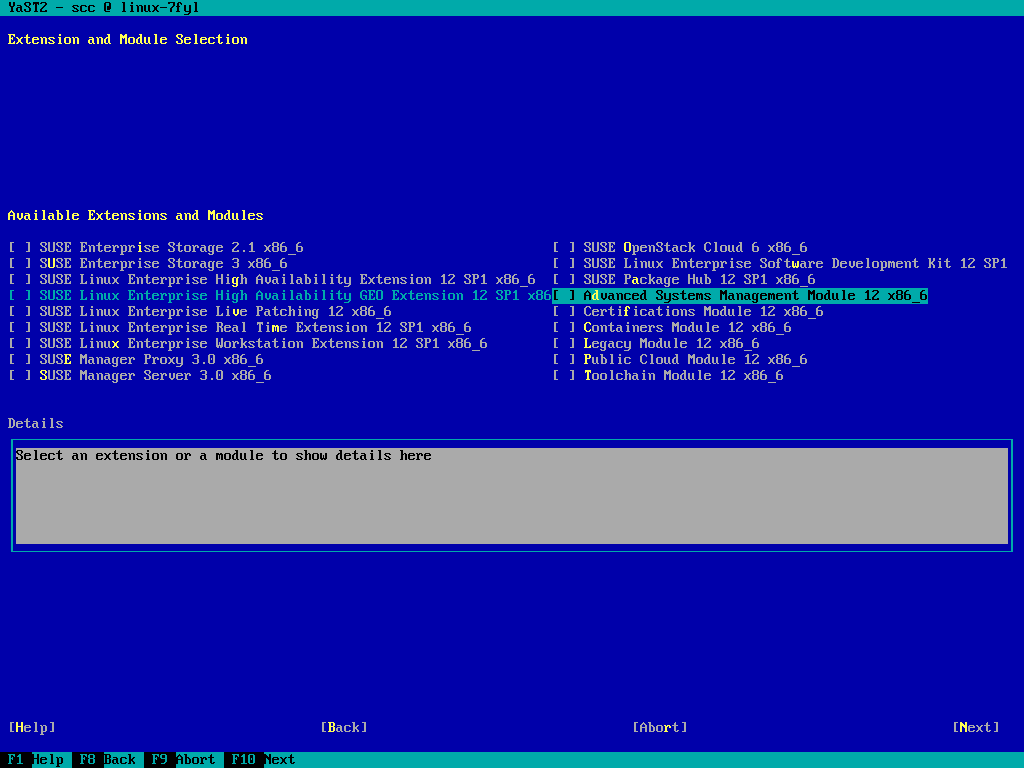 YaST2 - scc @ linux-7fyl
Extension and Module Selection
Available Extensions and Modules
[ ] SUSE Enterprise Storage 2.1 x86_6 [ ] SUSE OpenStack Cloud 6 x86_6
[ ] SUSE Enterprise Storage 3 x86_6 [ ] SUSE Linux Enterprise Software Development Kit 12 SP1
[ ] SUSE Linux Enterprise High Availability Extension 12 SP1 x86_6 [ ] SUSE Package Hub 12 SP1 x86_6
[ ] SUSE Linux Enterprise High Availability GEO Extension 12 SP1 x86[ ] Advanced Systems Management Module 12 x86_6
[ ] SUSE Linux Enterprise Live Patching 12 x86_6 [ ] Certifications Module 12 x86_6
[ ] SUSE Linux Enterprise Real Time Extension 12 SP1 x86_6 [ ] Containers Module 12 x86_6
[ ] SUSE Linux Enterprise Workstation Extension 12 SP1 x86_6 [ ] Legacy Module 12 x86_6
[ ] SUSE Manager Proxy 3.0 x86_6 [ ] Public Cloud Module 12 x86_6
[ ] SUSE Manager Server 3.0 x86_6 [ ] Toolchain Module 12 x86_6
Details
Select an extension or a module to show details here
[Help] [Back] [Abort] [Next]
F1 Help F8 Back F9 Abort F10 Next